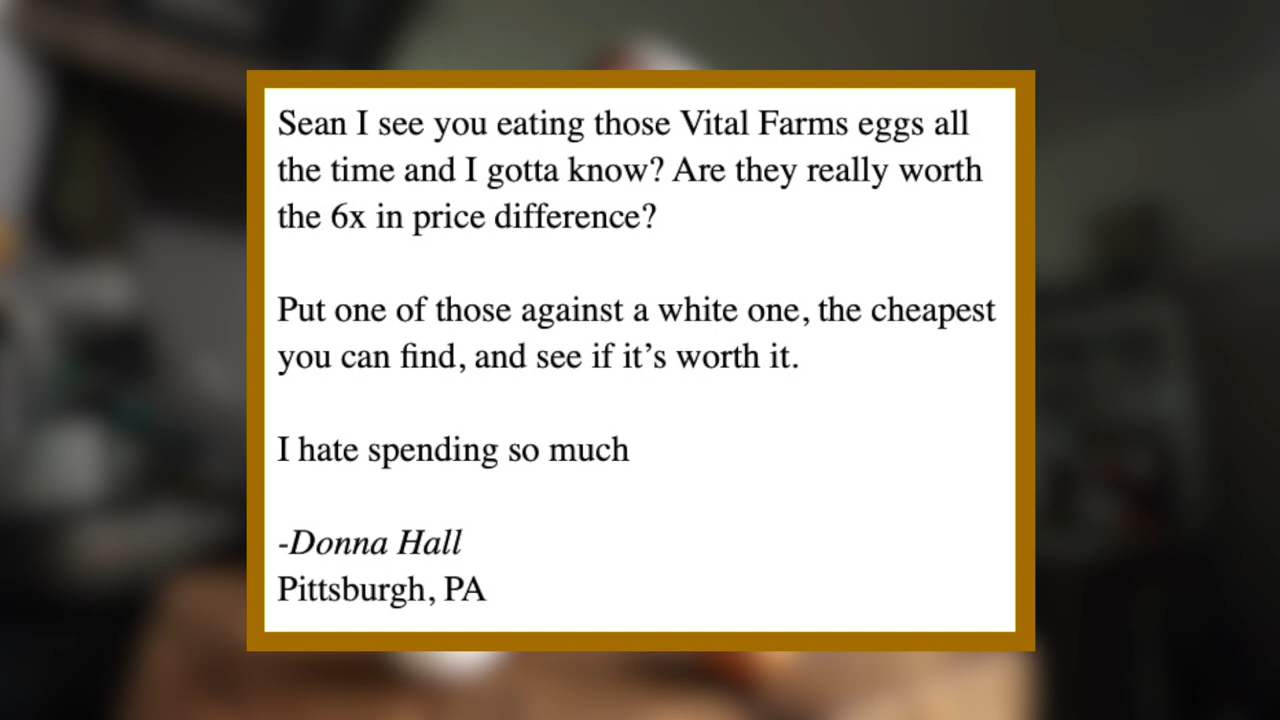 Sean I see you eating those Vital Farms eggs all
the time and I gotta know? Are they really worth
the 6x in price difference?
Put one of those against a white one, the cheapest
you can find, and see if it’s worth it.
I hate spending so much
-Donna Hall
Pittsburgh, PA